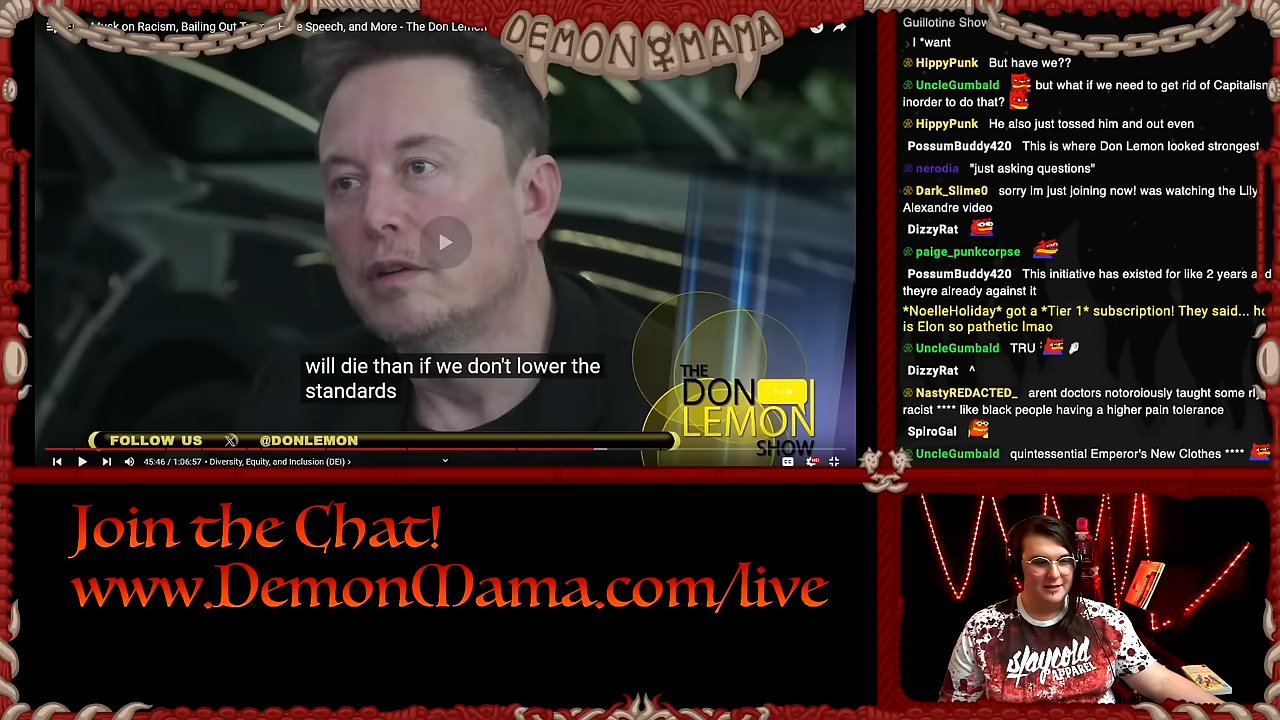 Musk on Racism, Bailing Out
Speech, and More - The Don Lemon
DEMON MAMA
will die than if we don't lower the
standards
THE
DON
LEMON
SHOW
FOLLOW US X @DONLEMON
45:46 / 1:06:57 • Diversity, Equity, and Inclusion (DEI) ›
HD
Guillotine Show
I *want
HippyPunk But have we??
UncleGumbald but what if we need to get rid of Capitalism
inorder to do that?
HippyPunk He also just tossed him and out even
PossumBuddy420 This is where Don Lemon looked strongest
nerodia "just asking questions"
Dark_Slime0 sorry im just joining now! was watching the Lily
Alexandre video
DizzyRat
paige_punkcorpse
PossumBuddy420 This initiative has existed for like 2 years and
theyre already against it
*NoelleHoliday* got a *Tier 1* subscription! They said...
is Elon so pathetic lmao
UncleGumbald TRU
DizzyRat ^
NastyREDACTED_ arent doctors notoroiously taught some
racist **** like black people having a higher pain tolerance
SpiroGal
UncleGumbald quintessential Emperor's New Clothes ****
Join the Chat!
www.DemonMama.com/live
slaycold
APPAREL